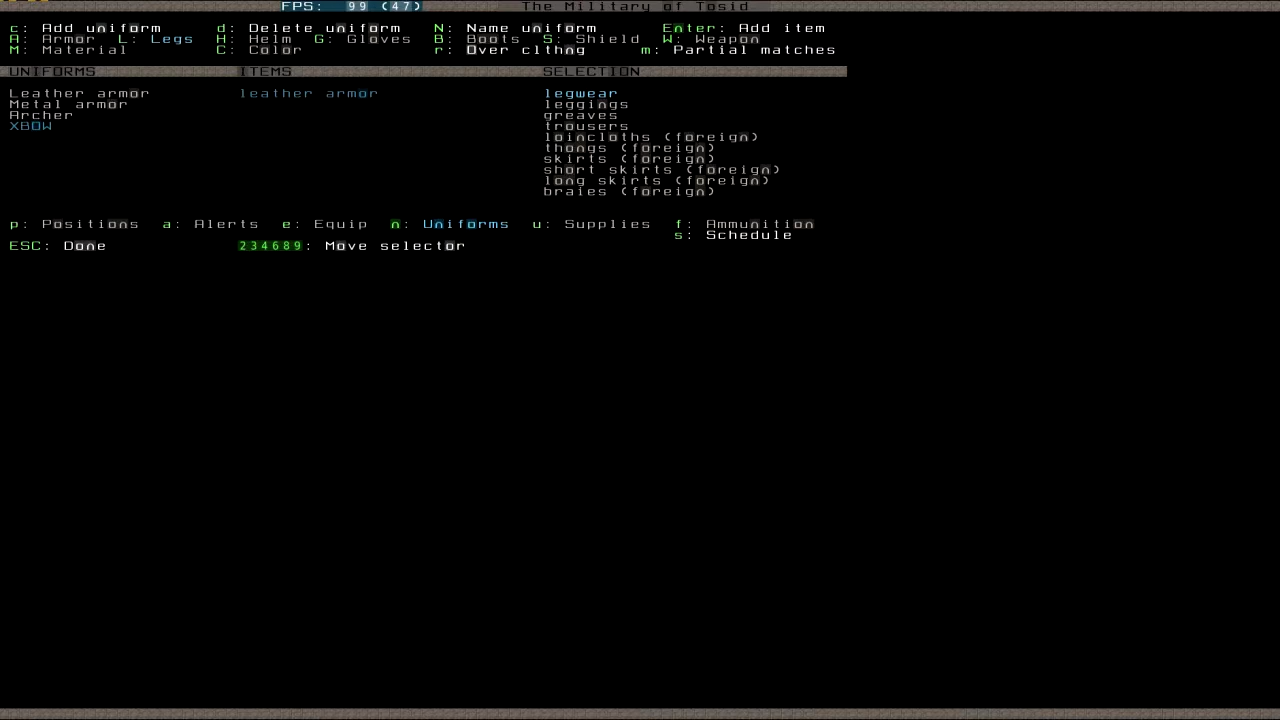 FPS: 99 (47) The Military of Tosid
c: Add uniform d: Delete uniform N: Name uniform Enter: Add item
A: Armor L: Legs H: Helm G: Gloves B: Boots S: Shield W: Weapon
M: Material C: Color r: Over clthng m: Partial matches
UNIFORMS ITEMS SELECTION
Leather armor leather armor legwear
Metal armor leggings
Archer greaves
XBOW trousers
loincloths (foreign)
thongs (foreign)
skirts (foreign)
short skirts (foreign)
long skirts (foreign)
braies (foreign)
p: Positions a: Alerts e: Equip n: Uniforms u: Supplies f: Ammunition
s: Schedule
ESC: Done 234689: Move selector